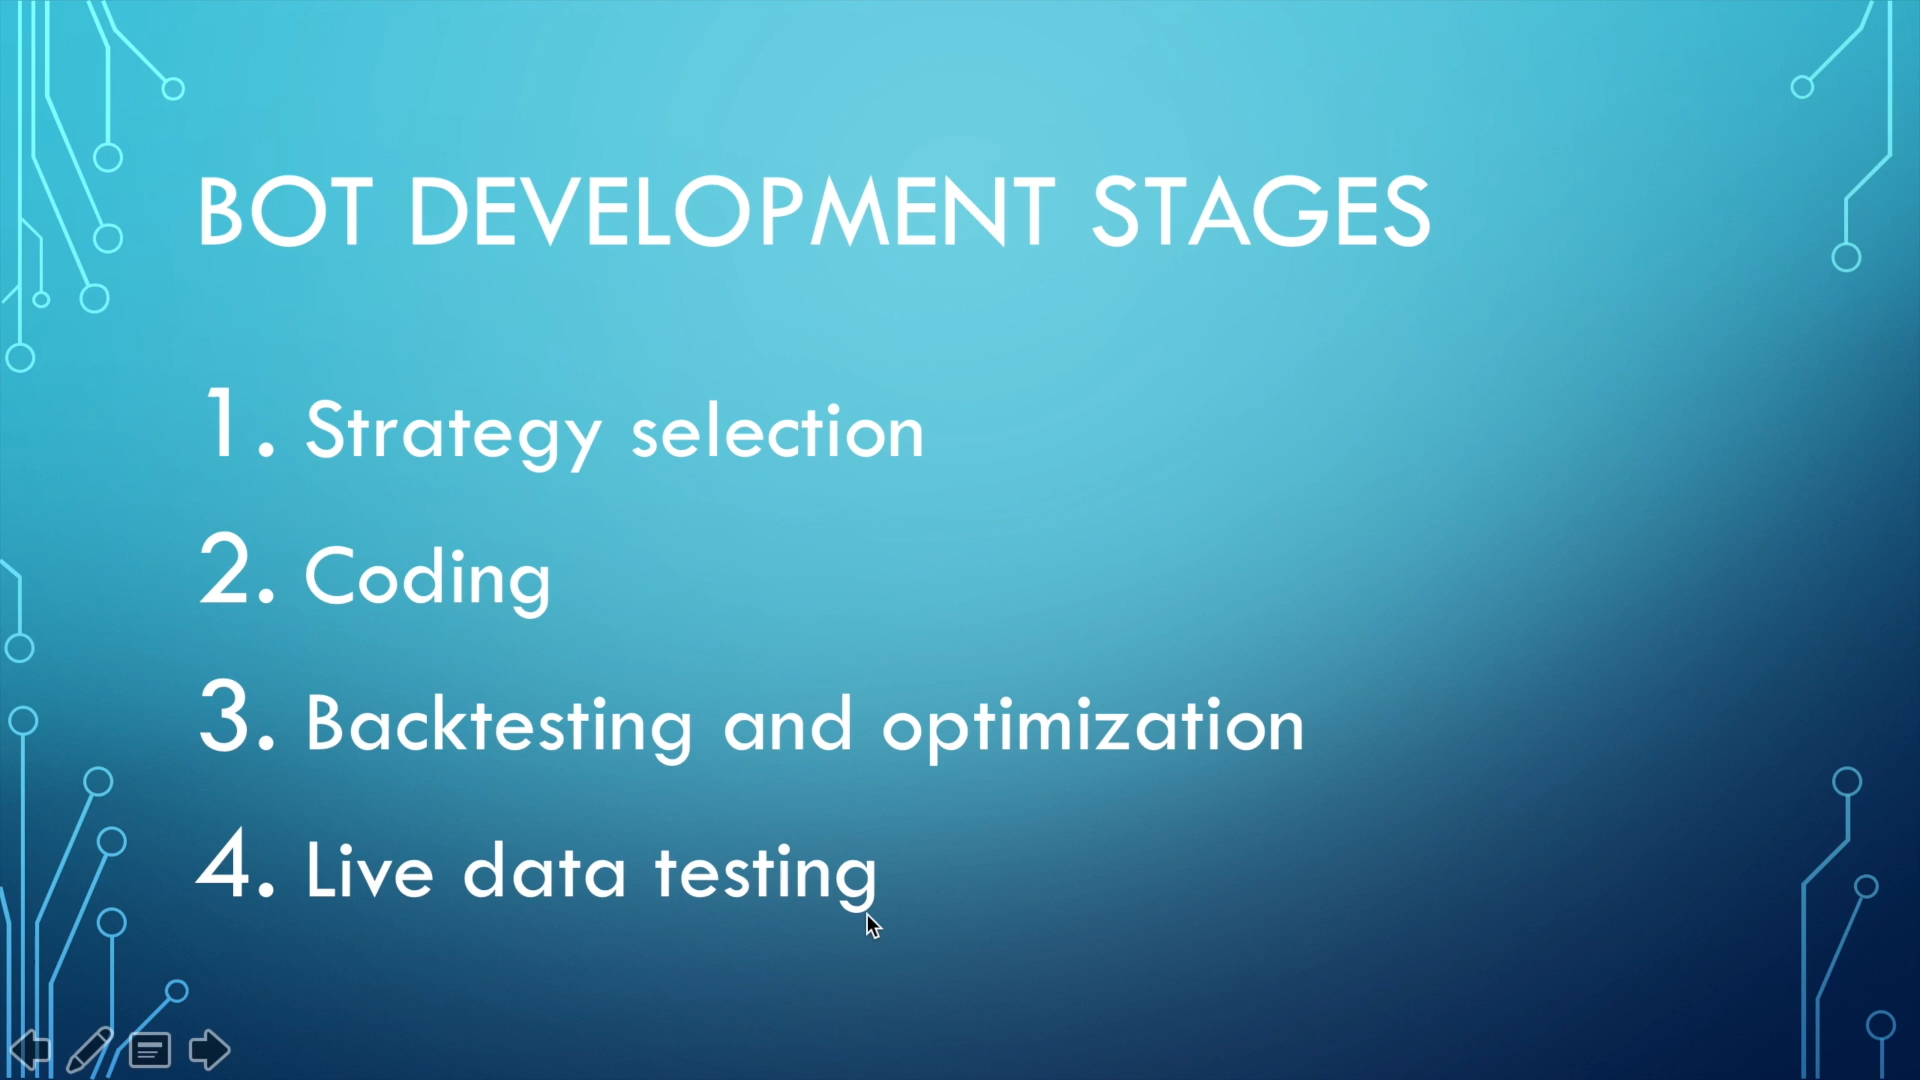 BOT DEVELOPMENT STAGES
1. Strategy selection
2. Coding
3. Backtesting and optimization
4. Live data testing